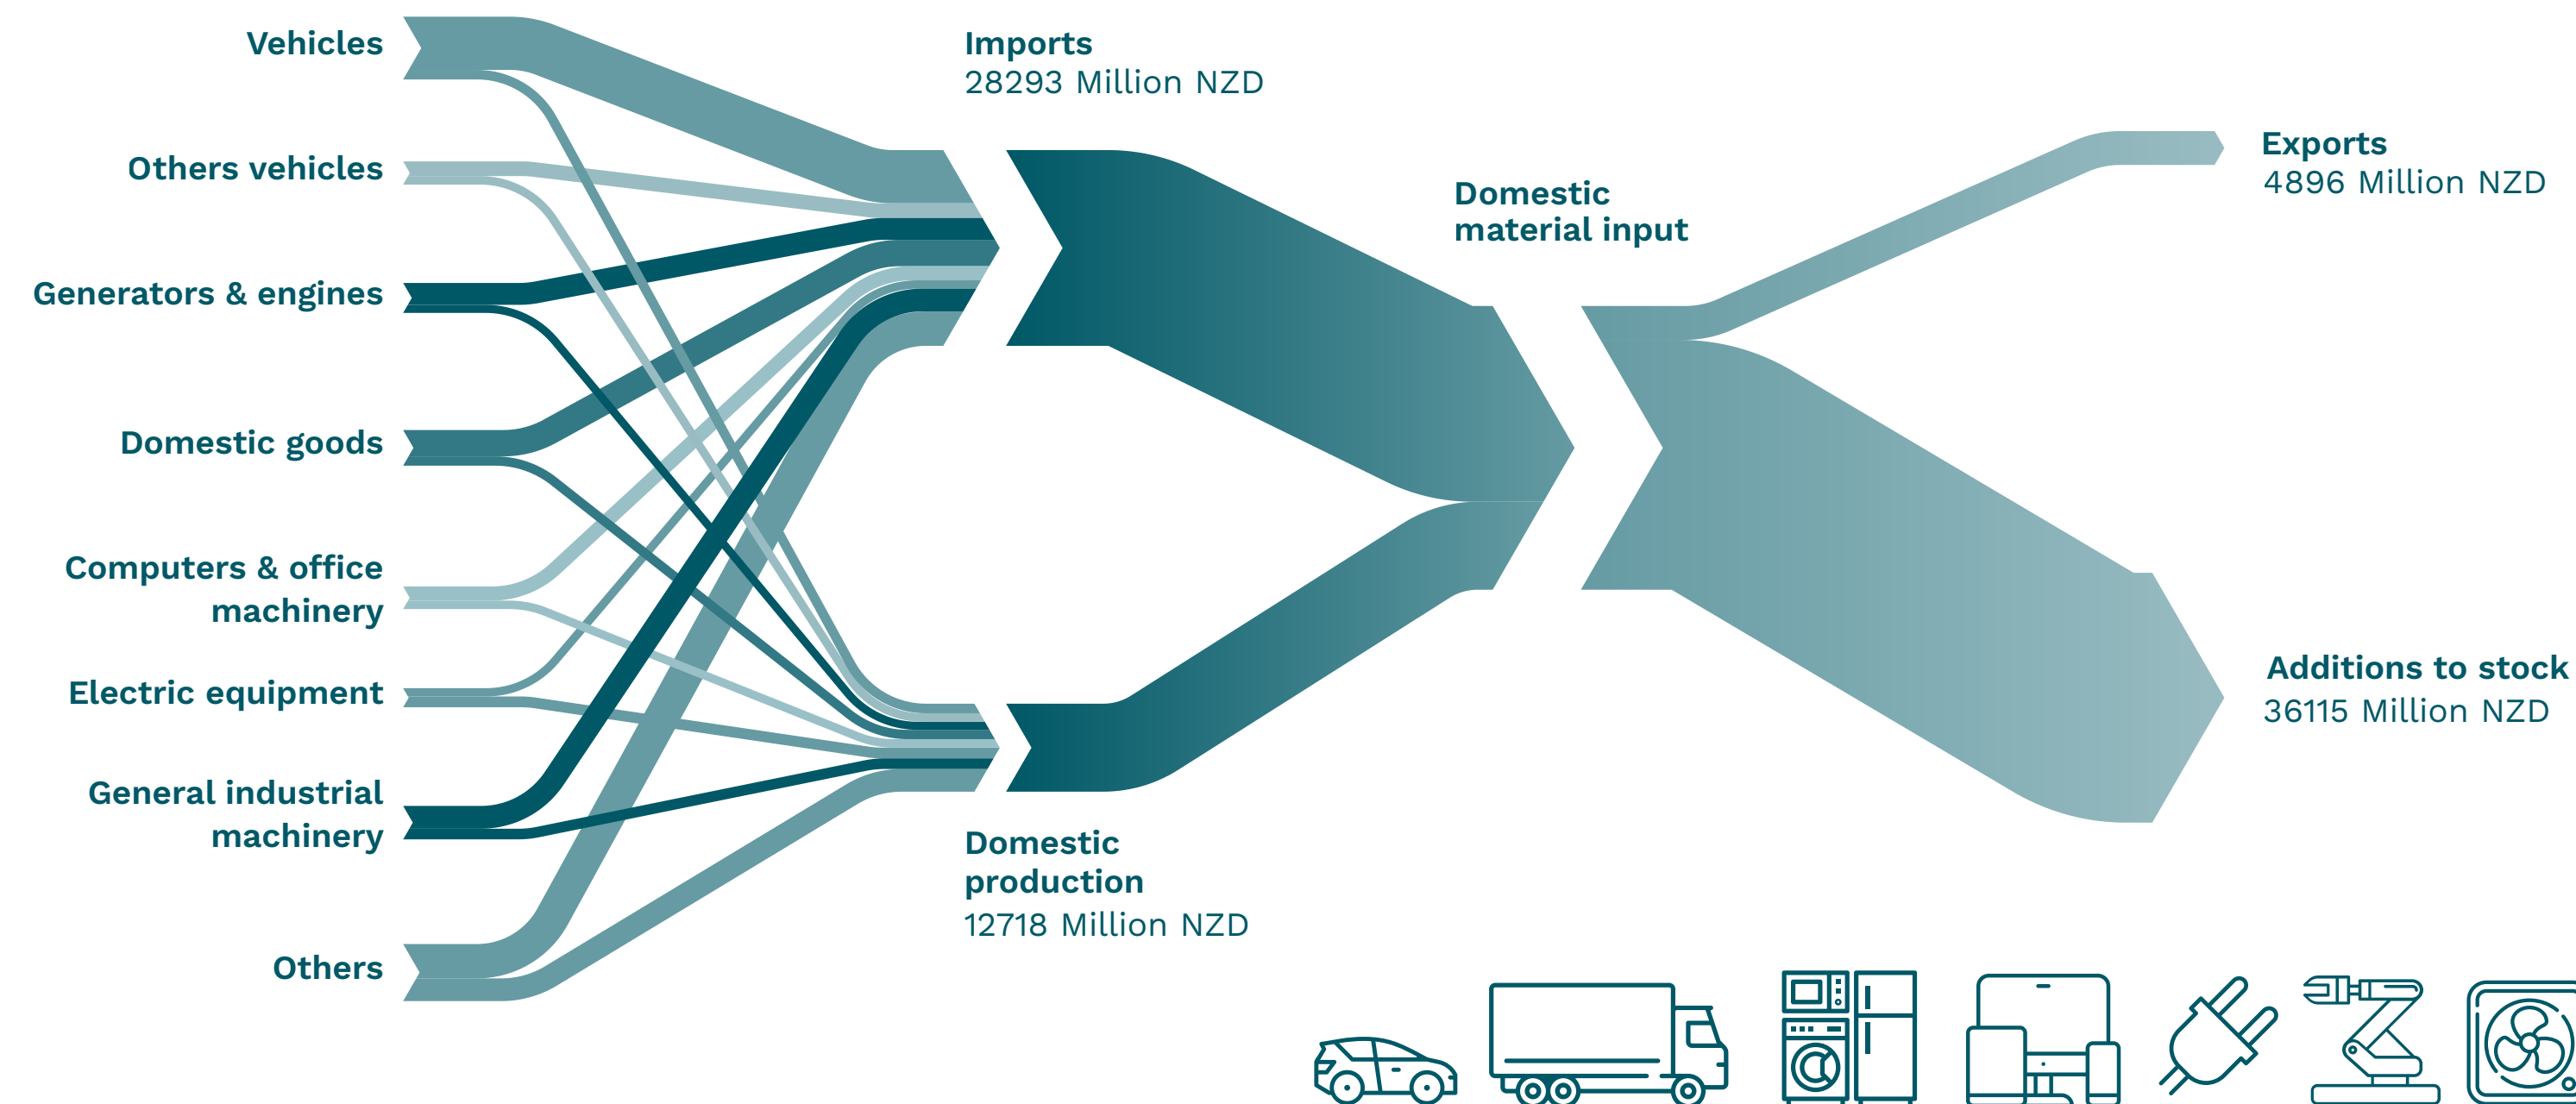 Vehicles
Others vehicles
Generators & engines
Domestic goods
Computers & office
machinery
Electric equipment
General industrial
machinery
Others
Imports
28293 Million NZD
Domestic
production
12718 Million NZD
Domestic
material input
Exports
4896 Million NZD
Additions to stock
36115 Million NZD